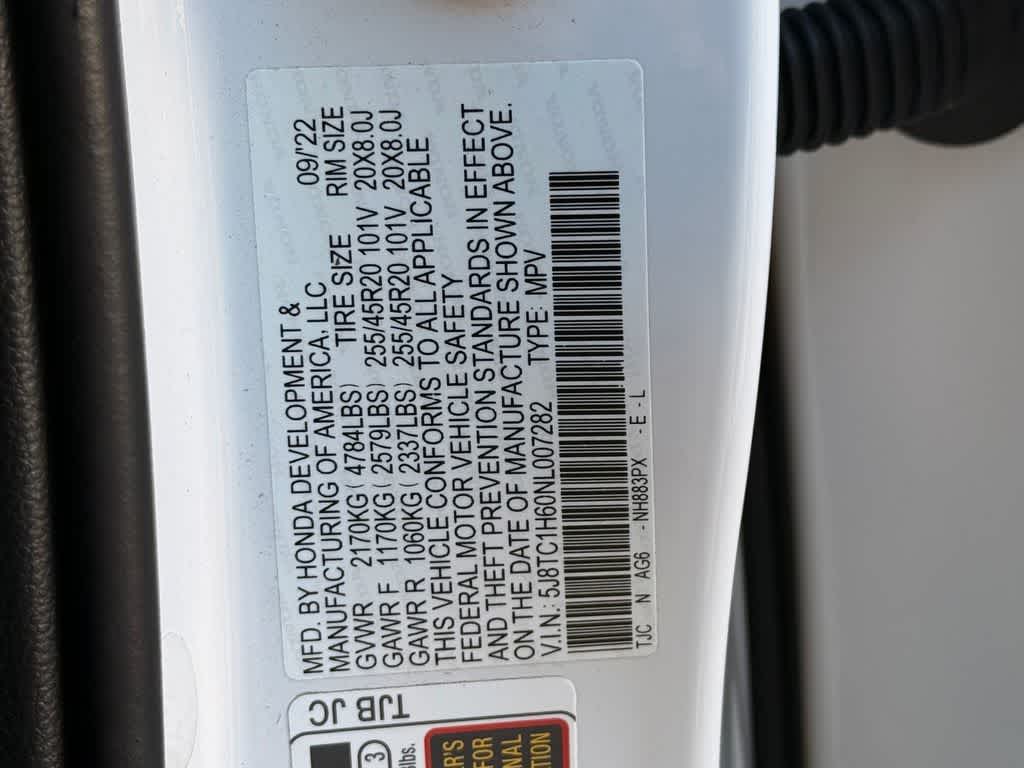 MFD. BY HONDA DEVELOPMENT &
MANUFACTURING OF AMERICA, LLC 09/'22
GVWR 2170KG ( 4784LBS) TIRE SIZE RIM SIZE
GAWR F 1170KG ( 2579LBS) 255/45R20 101V 20X8.0J
GAWR R 1060KG ( 2337LBS) 255/45R20 101V 20X8.0J
THIS VEHICLE CONFORMS TO ALL APPLICABLE
FEDERAL MOTOR VEHICLE SAFETY
AND THEFT PREVENTION STANDARDS IN EFFECT
ON THE DATE OF MANUFACTURE SHOWN ABOVE.
V.I.N.: 5J8TC1H60NL007282 TYPE: MPV
TJC N AG6 -NH883PX -E -L
TJB JC
3
lbs.
FOR